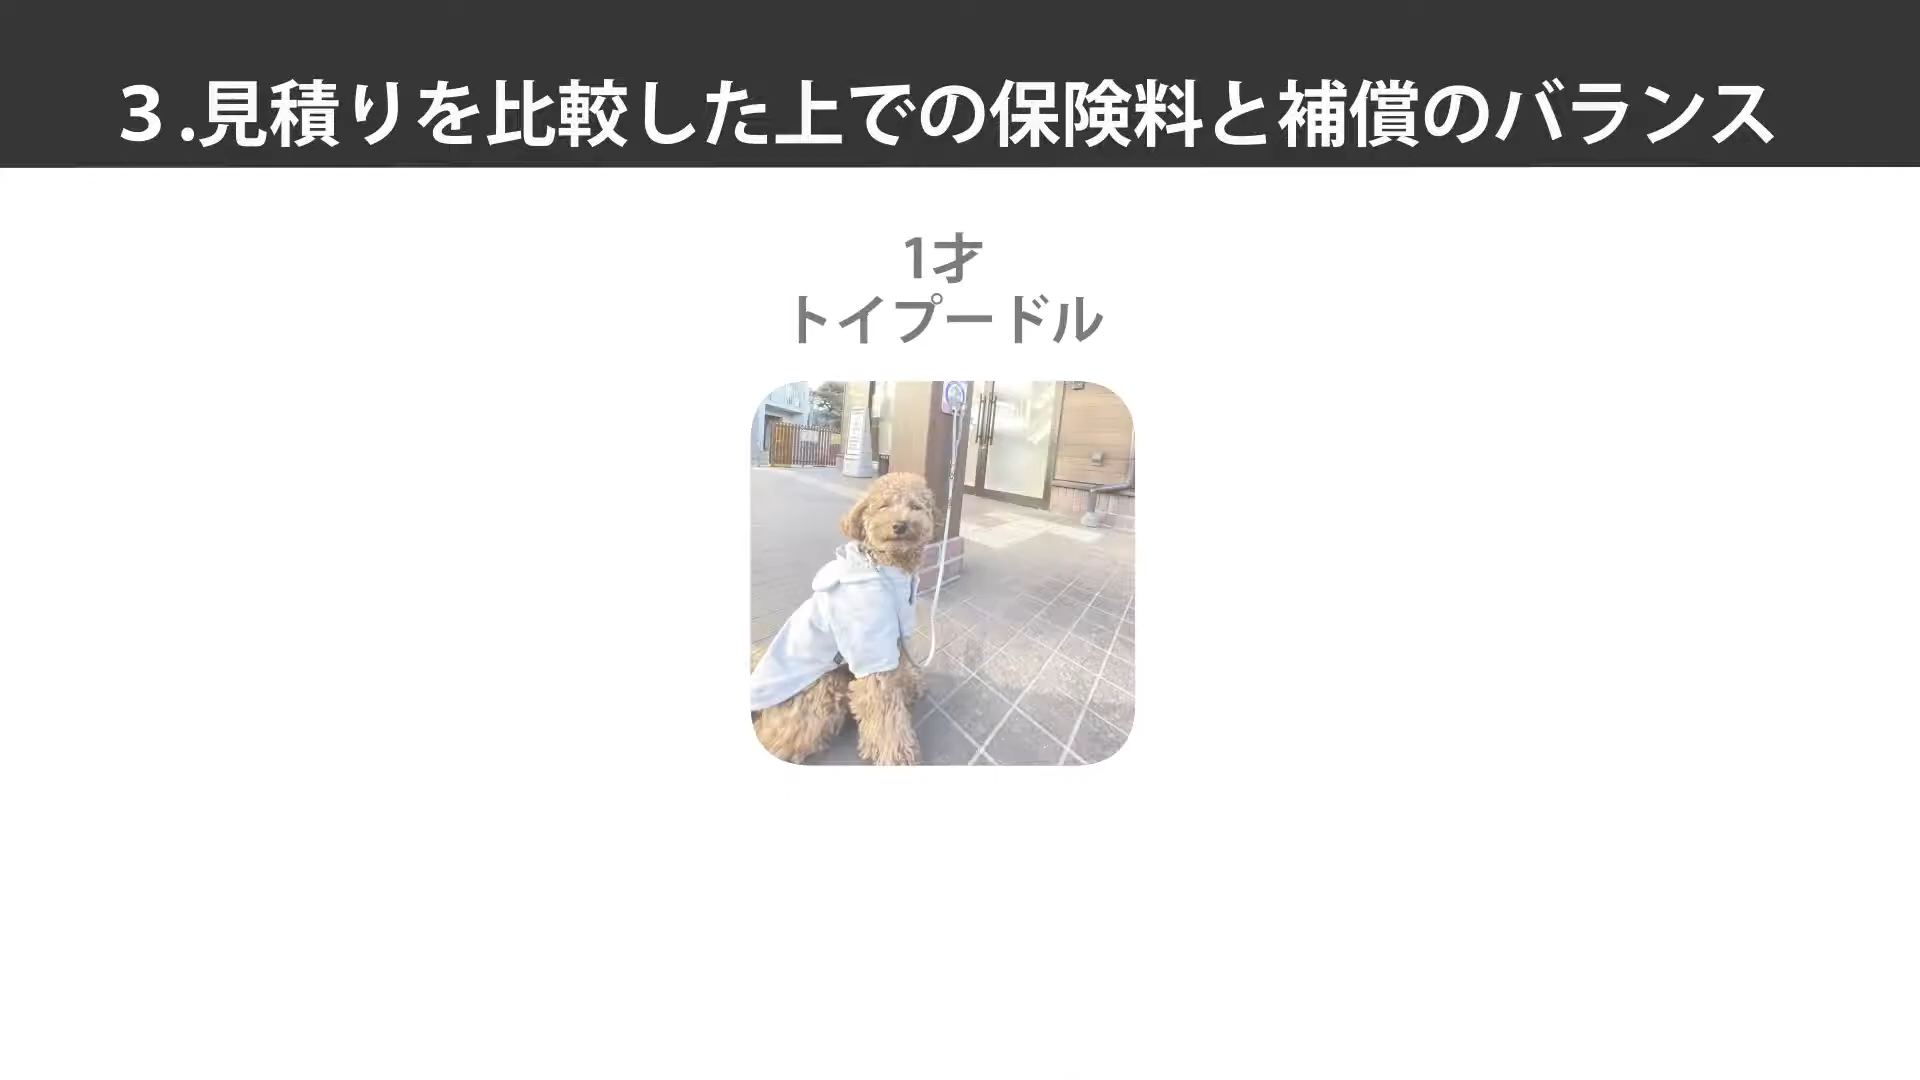 ３.見積りを比較した上での保険料と補償のバランス
1才
トイプードル